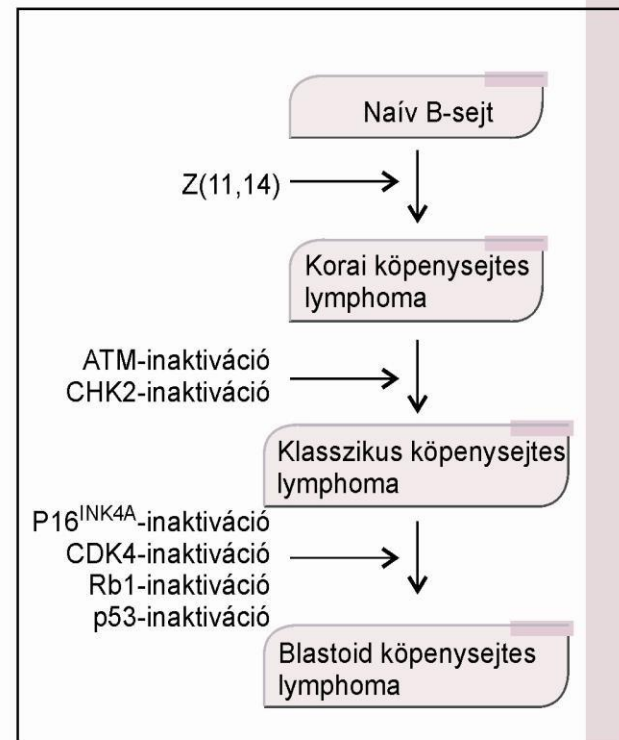 Naív B-sejt
Z(11,14)
Korai köpenysejtes
lymphoma
ATM-inaktiváció
CHK2-inaktiváció
Klasszikus köpenysejtes
lymphoma
P16INK4A-inaktiváció
CDK4-inaktiváció
Rb1-inaktiváció
p53-inaktiváció
Blastoid köpenysejtes
lymphoma